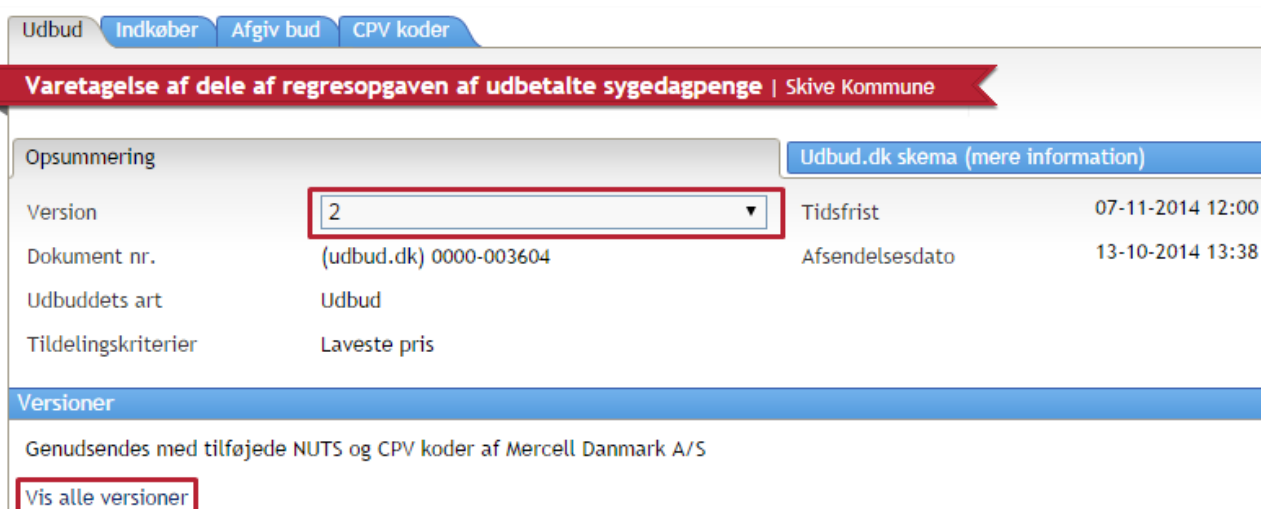 Udbud Indkøber Afgiv bud CPV koder
Varetagelse af dele af regresopgaven af udbetalte sygedagpenge | Skive Kommune
Opsummering Udbud.dk skema (mere information)
Version 2 Tidsfrist 07-11-2014 12:00
Dokument nr. (udbud.dk) 0000-003604 Afsendelsesdato 13-10-2014 13:38
Udbuddets art Udbud
Tildelingskriterier Laveste pris
Versioner
Genudsendes med tilføjede NUTS og CPV koder af Mercell Danmark A/S
Vis alle versioner